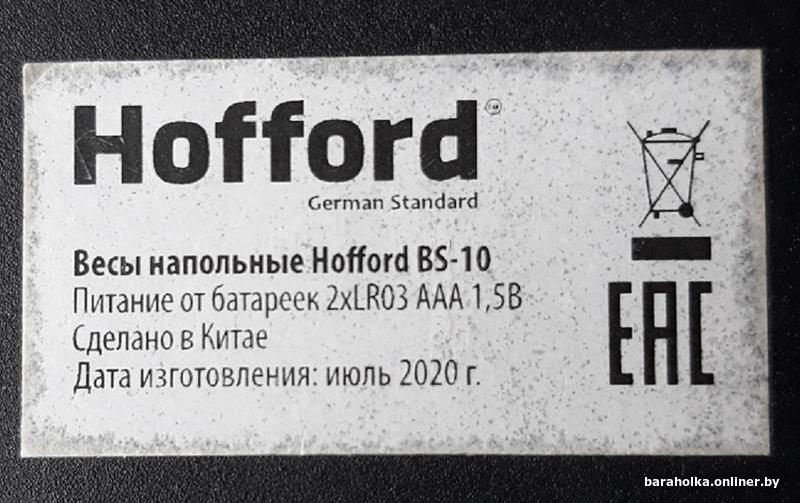 Hofford™
German Standard
Весы напольные Hofford BS-10
Питание от батареек 2xLR03 AAA 1,5В
Сделано в Китае
Дата изготовления: июль 2020 г.
EAC
baraholka.onliner.by